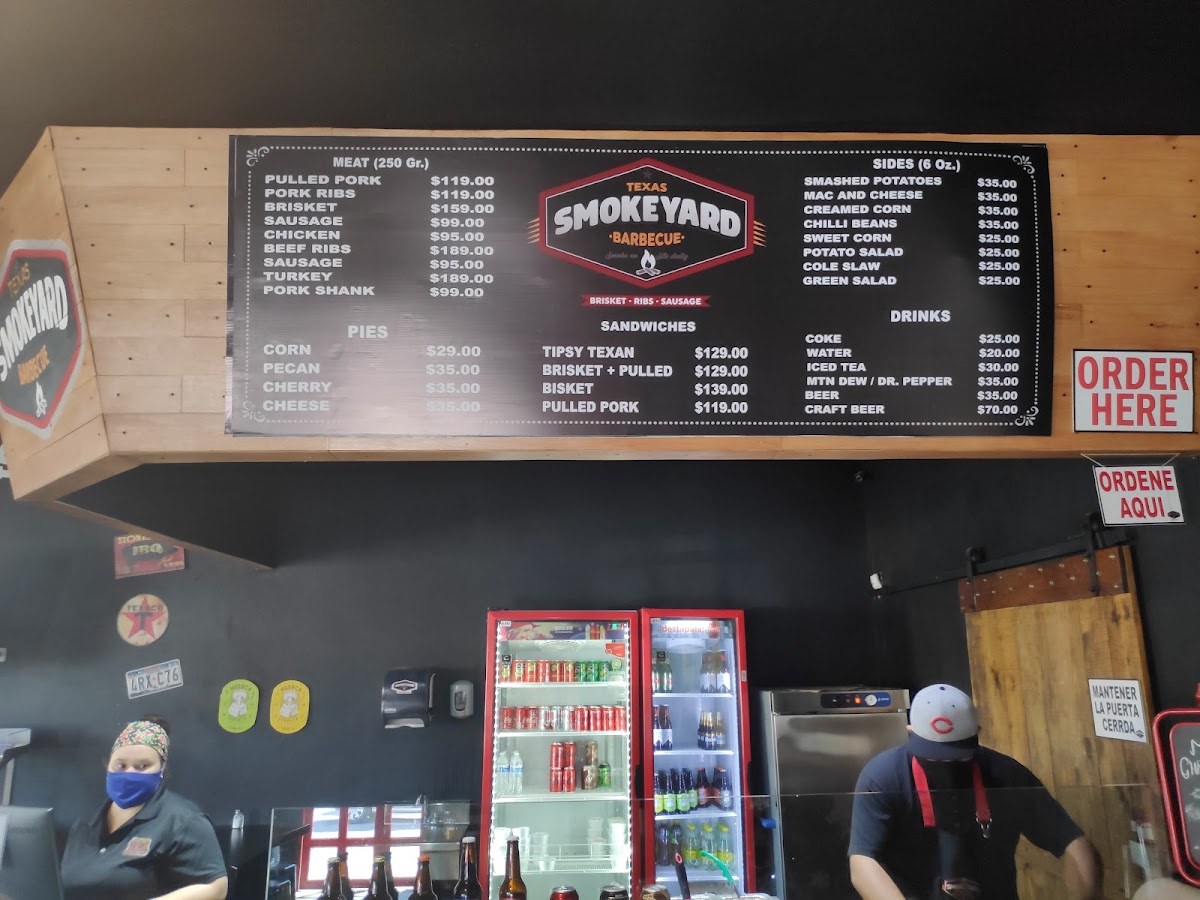 MEAT (250 Gr.)
PULLED PORK $119.00
PORK RIBS $119.00
BRISKET $159.00
SAUSAGE $99.00
CHICKEN $95.00
BEEF RIBS $189.00
SAUSAGE $95.00
TURKEY $189.00
PORK SHANK $99.00
PIES
CORN $29.00
PECAN $35.00
CHERRY $35.00
CHEESE $35.00
TEXAS
SMOKEYARD
·BARBECUE·
BRISKET - RIBS - SAUSAGE
SANDWICHES
TIPSY TEXAN $129.00
BRISKET + PULLED $129.00
BISKET $139.00
PULLED PORK $119.00
SIDES (6 Oz.)
SMASHED POTATOES $35.00
MAC AND CHEESE $35.00
CREAMED CORN $35.00
CHILLI BEANS $35.00
SWEET CORN $25.00
POTATO SALAD $25.00
COLE SLAW $25.00
GREEN SALAD $25.00
DRINKS
COKE $25.00
WATER $20.00
ICED TEA $30.00
MTN DEW / DR. PEPPER $35.00
BEER $35.00
CRAFT BEER $70.00
TEXAS
SMOKEYARD
BARBECUE
ORDER
HERE
ORDENE
AQUI
BBQ
TEXACO
T
4RX-C76
MANTENER
LA PUERTA
CERRDA
C